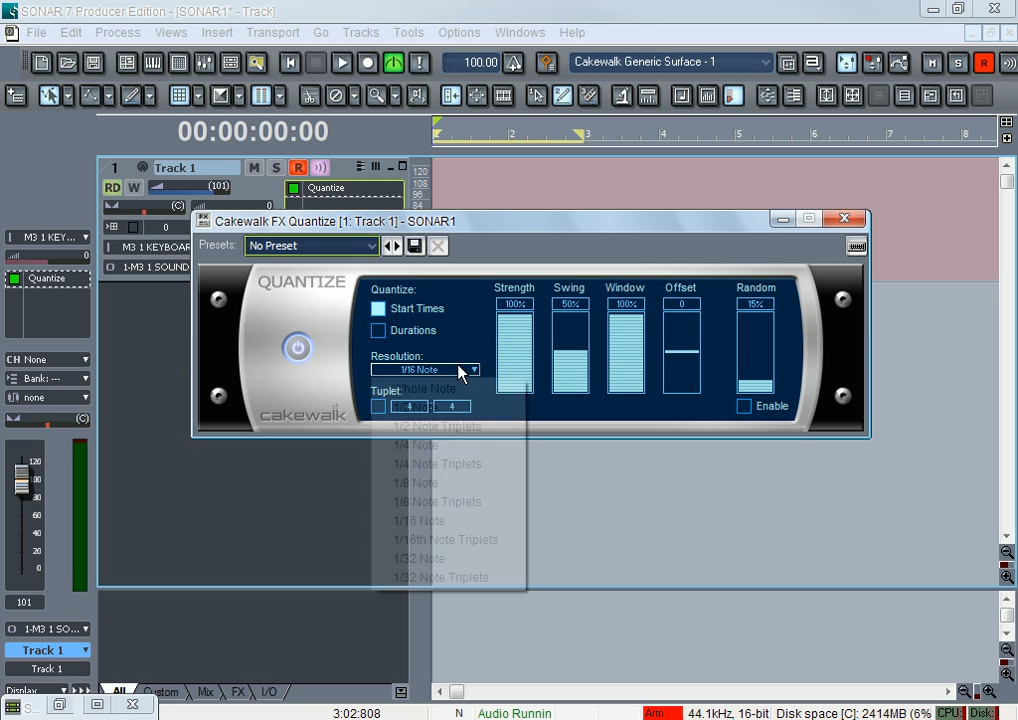 SONAR 7 Producer Edition - [SONAR1* - Track]
File Edit Process Views Insert Transport Go Tracks Tools Options Windows Help
100.00 Cakewalk Generic Surface - 1 M S R
00:00:00:00
2 3 4 5 6 7 8
1 Track 1 M S R
RD W (101)
Quantize
120
108
96
84
(C) 0
0
M3 1 KEYBOAR
1-M3 1 SOUND
M3 1 KEY...
0
Quantize
CH None
Bank: ---
none
(C)
120
100
80
60
40
20
0
101
1-M3 1 SO...
Track 1
Track 1
Display
Cakewalk FX Quantize [1: Track 1] - SONAR1
Presets: No Preset
QUANTIZE
cakewalk
Quantize:
Start Times
Durations
Resolution:
1/16 Note
Tuplet:
4 4
Strength Swing Window Offset Random
100% 50% 100% 0 15%
Enable
Whole Note
1/2 Note
1/2 Note Triplets
1/4 Note
1/4 Note Triplets
1/8 Note
1/8 Note Triplets
1/16 Note
1/16th Note Triplets
1/32 Note
1/32 Note Triplets
All Custom Mix FX I/O
S...
3:02:808 N Audio Runnin Arm 44.1kHz, 16-bit Disk space [C]: 2414MB (6% CPU: Disk: